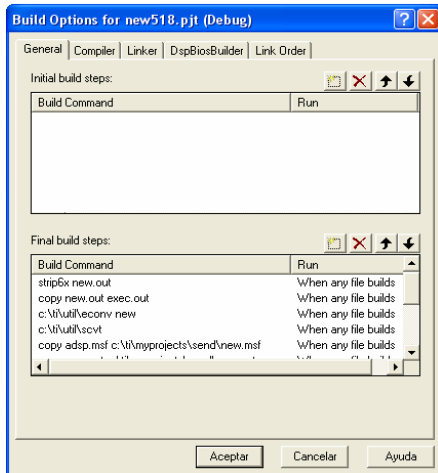 Build Options for new518.pjt (Debug)
General Compiler Linker DspBiosBuilder Link Order
Initial build steps:
Build Command Run
Final build steps:
Build Command Run
strip6x new.out When any file builds
copy new.out exec.out When any file builds
c:\ti\util\econv new When any file builds
c:\ti\util\scvt When any file builds
copy adsp.msf c:\ti\myprojects\send\new.msf When any file builds
Aceptar Cancelar Ayuda